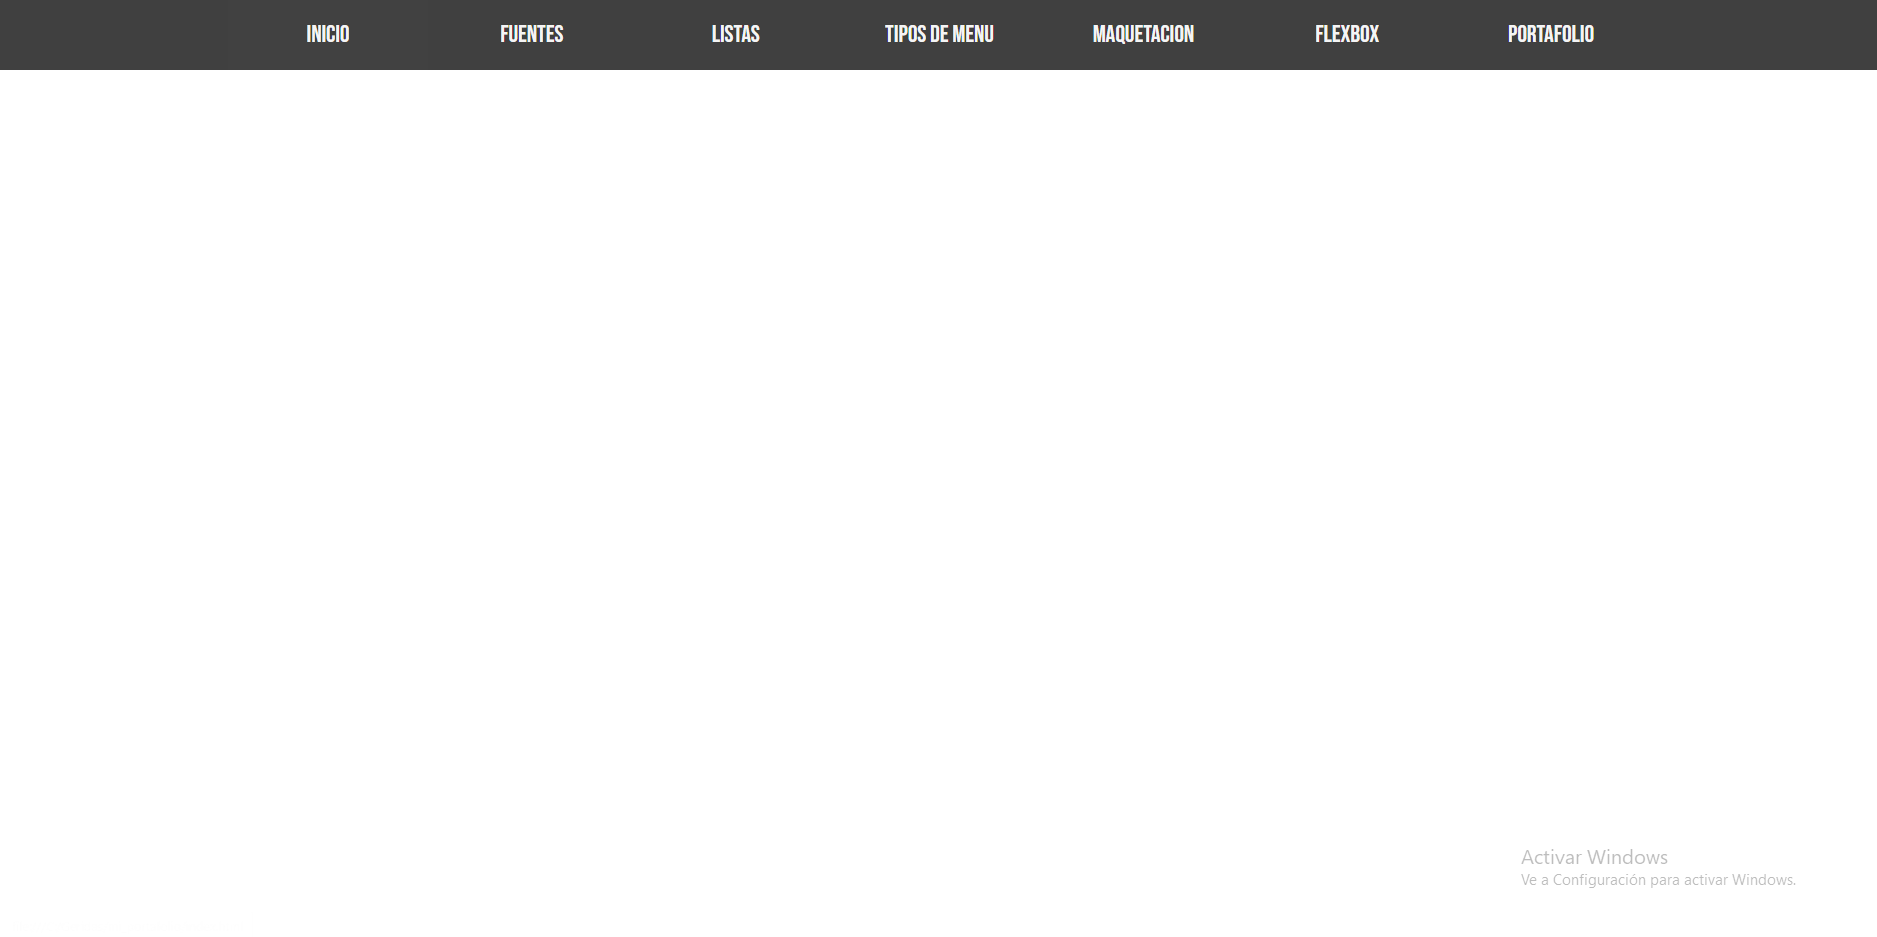 INICIO FUENTES LISTAS TIPOS DE MENU MAQUETACION FLEXBOX PORTAFOLIO
Activar Windows
Ve a Configuración para activar Windows.